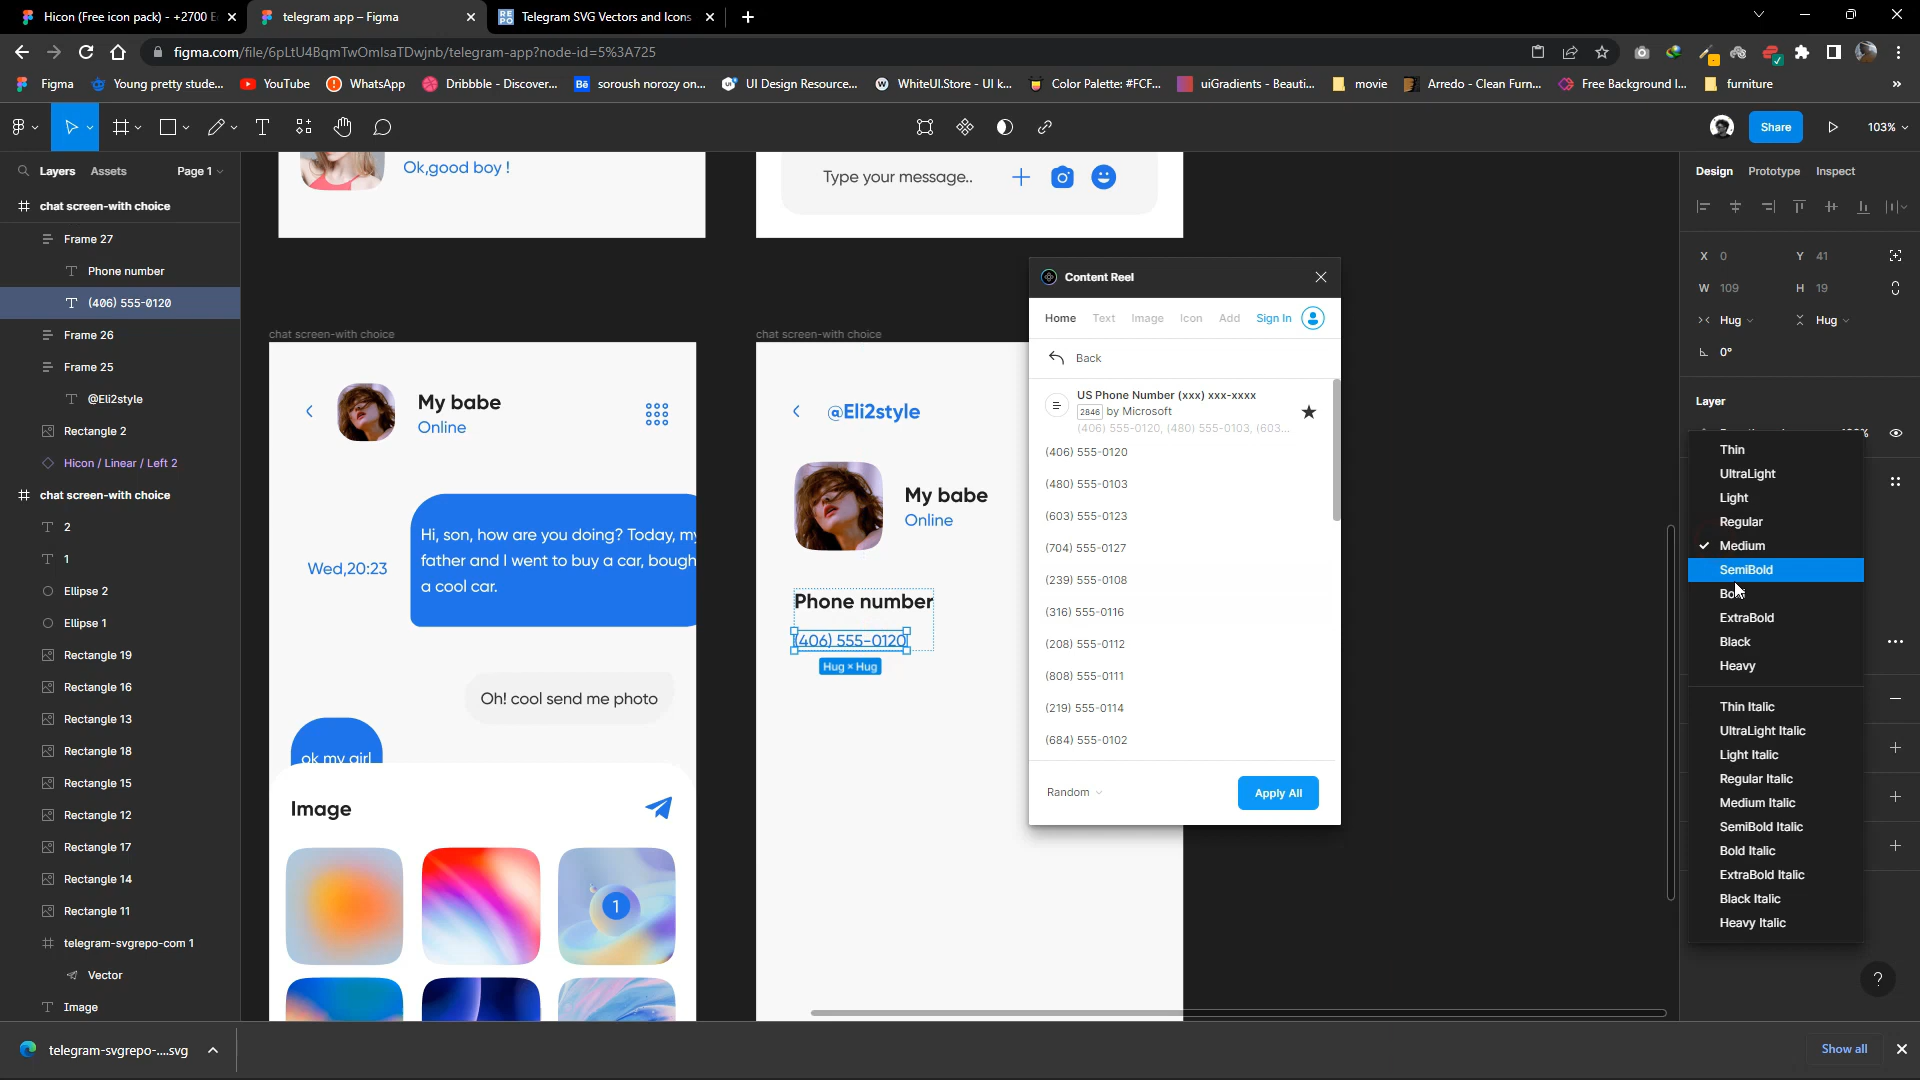 Hicon (Free icon pack) - +2700
telegram app – Figma
Telegram SVG Vectors and Icons
figma.com/file/6pLtU4BqmTwOmlsaTDwjnb/telegram-app?node-id=5%3A725
Figma
Young pretty stude...
YouTube
WhatsApp
Dribbble - Discover...
Bē
soroush norozy on...
UI Design Resource...
WhiteUI.Store - UI k...
Color Palette: #FCF...
uiGradients - Beauti...
movie
Arredo - Clean Furn...
Free Background I...
furniture
Share
103%
Layers
Assets
Page 1
chat screen-with choice
Frame 27
Phone number
(406) 555-0120
Frame 26
Frame 25
@Eli2style
Rectangle 2
Hicon / Linear / Left 2
chat screen-with choice
2
1
Ellipse 2
Ellipse 1
Rectangle 19
Rectangle 16
Rectangle 13
Rectangle 18
Rectangle 15
Rectangle 12
Rectangle 17
Rectangle 14
Rectangle 11
telegram-svgrepo-com 1
Vector
Image
Ok,good boy !
Type your message..
chat screen-with choice
My babe
Online
Wed,20:23
Hi, son, how are you doing? Today, my
father and I went to buy a car, bough
a cool car.
Oh! cool send me photo
ok my girl
Image
1
chat screen-with choice
@Eli2style
My babe
Online
Phone number
(406) 555-0120
Hug × Hug
Content Reel
Home
Text
Image
Icon
Add
Sign In
Back
US Phone Number (xxx) xxx-xxxx
2846 by Microsoft
(406) 555-0120, (480) 555-0103, (603...
(406) 555-0120
(480) 555-0103
(603) 555-0123
(704) 555-0127
(239) 555-0108
(316) 555-0116
(208) 555-0112
(808) 555-0111
(219) 555-0114
(684) 555-0102
Random
Apply All
Design
Prototype
Inspect
X 0
Y 41
W 109
H 19
Hug
Hug
0°
Layer
Thin
UltraLight
Light
Regular
Medium
SemiBold
Bold
ExtraBold
Black
Heavy
Thin Italic
UltraLight Italic
Light Italic
Regular Italic
Medium Italic
SemiBold Italic
Bold Italic
ExtraBold Italic
Black Italic
Heavy Italic
?
telegram-svgrepo-....svg
Show all